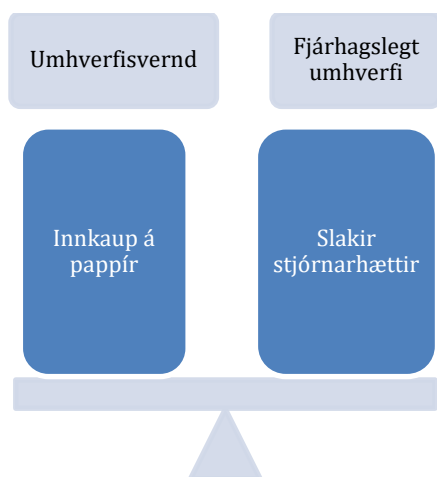 Umhverfisvernd
Fjárhagslegt
umhverfi
Innkaup á
pappír
Slakir
stjórnarhættir